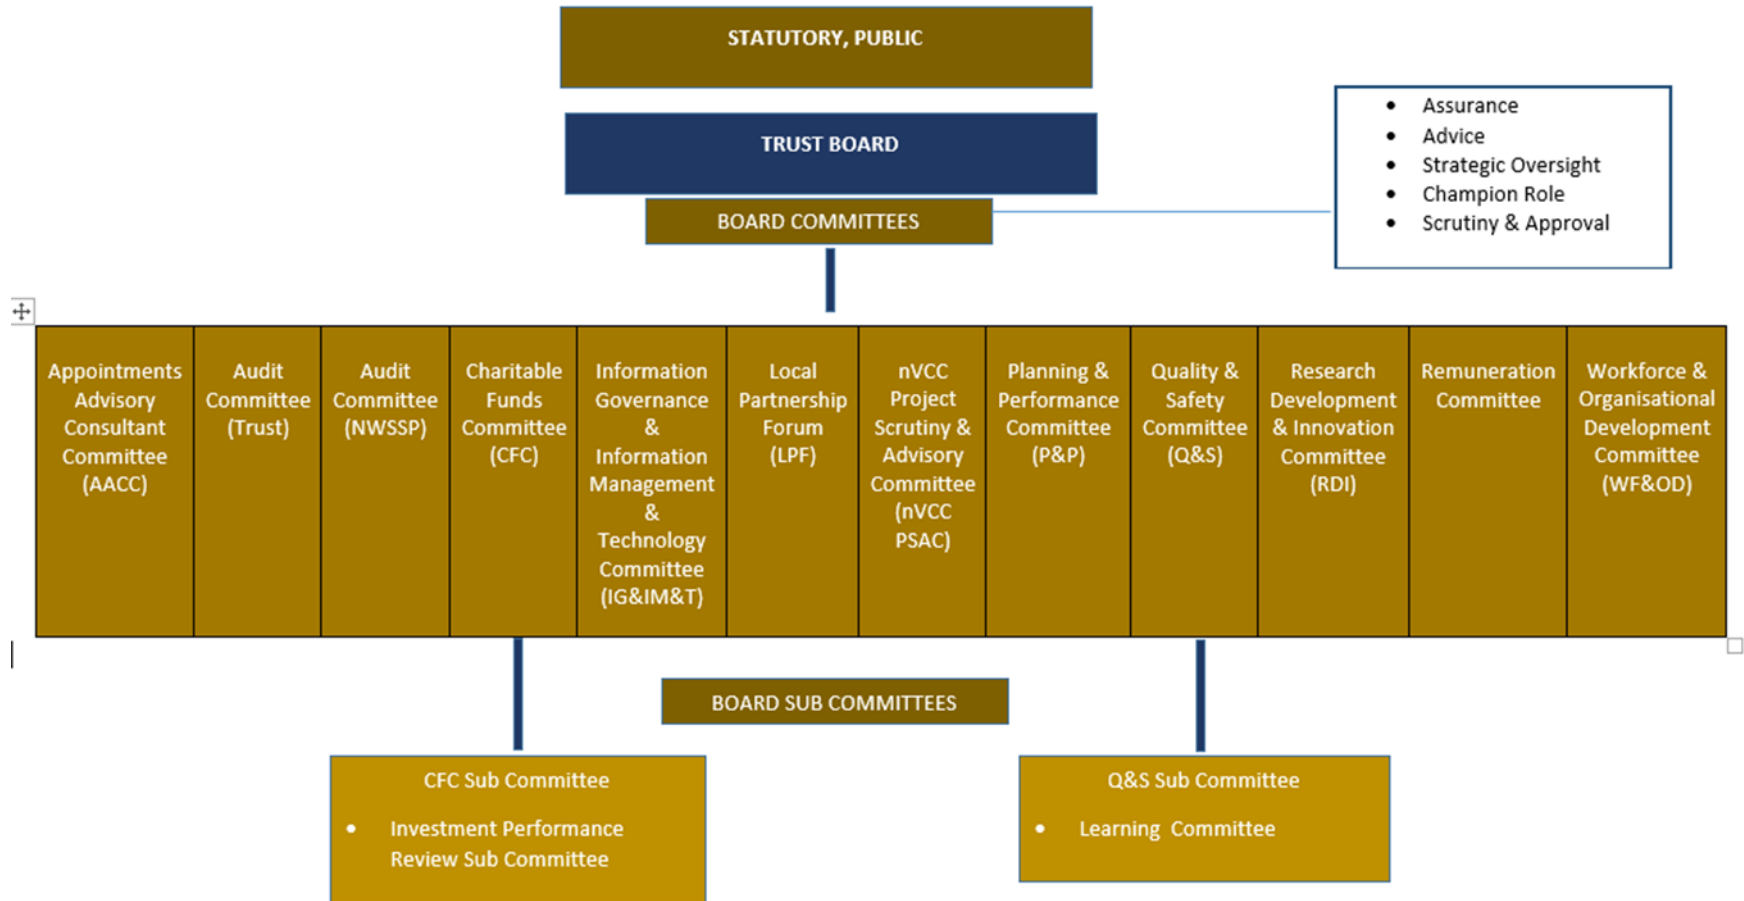 STATUTORY, PUBLIC
TRUST BOARD
BOARD COMMITTEES
• Assurance
• Advice
• Strategic Oversight
• Champion Role
• Scrutiny & Approval
Appointments
Advisory
Consultant
Committee
(AACC)
Audit
Committee
(Trust)
Audit
Committee
(NWSSP)
Charitable
Funds
Committee
(CFC)
Information
Governance
&
Information
Management
&
Technology
Committee
(IG&IM&T)
Local
Partnership
Forum
(LPF)
nVCC
Project
Scrutiny &
Advisory
Committee
(nVCC
PSAC)
Planning &
Performance
Committee
(P&P)
Quality &
Safety
Committee
(Q&S)
Research
Development
& Innovation
Committee
(RDI)
Remuneration
Committee
Workforce &
Organisational
Development
Committee
(WF&OD)
BOARD SUB COMMITTEES
CFC Sub Committee
• Investment Performance
Review Sub Committee
Q&S Sub Committee
• Learning Committee